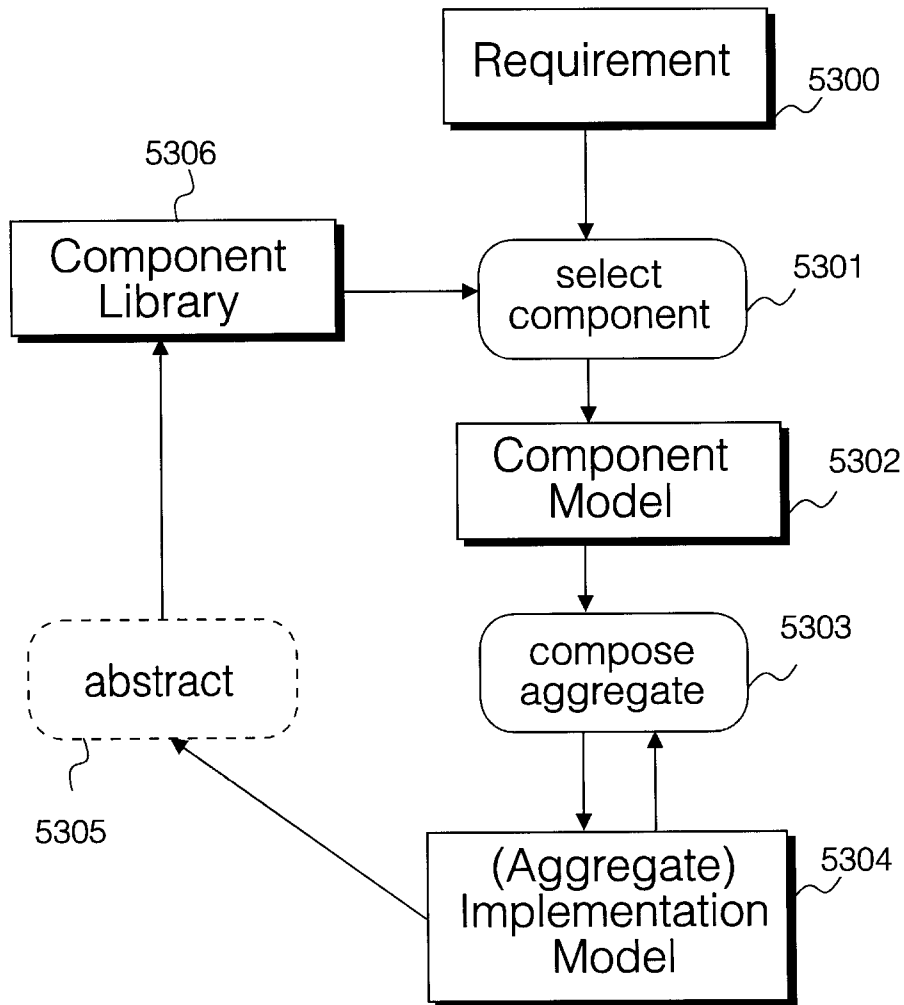 Requirement
5300
5306
Component
Library
select
component
5301
Component
Model
5302
compose
aggregate
5303
abstract
5305
(Aggregate)
Implementation
Model
5304